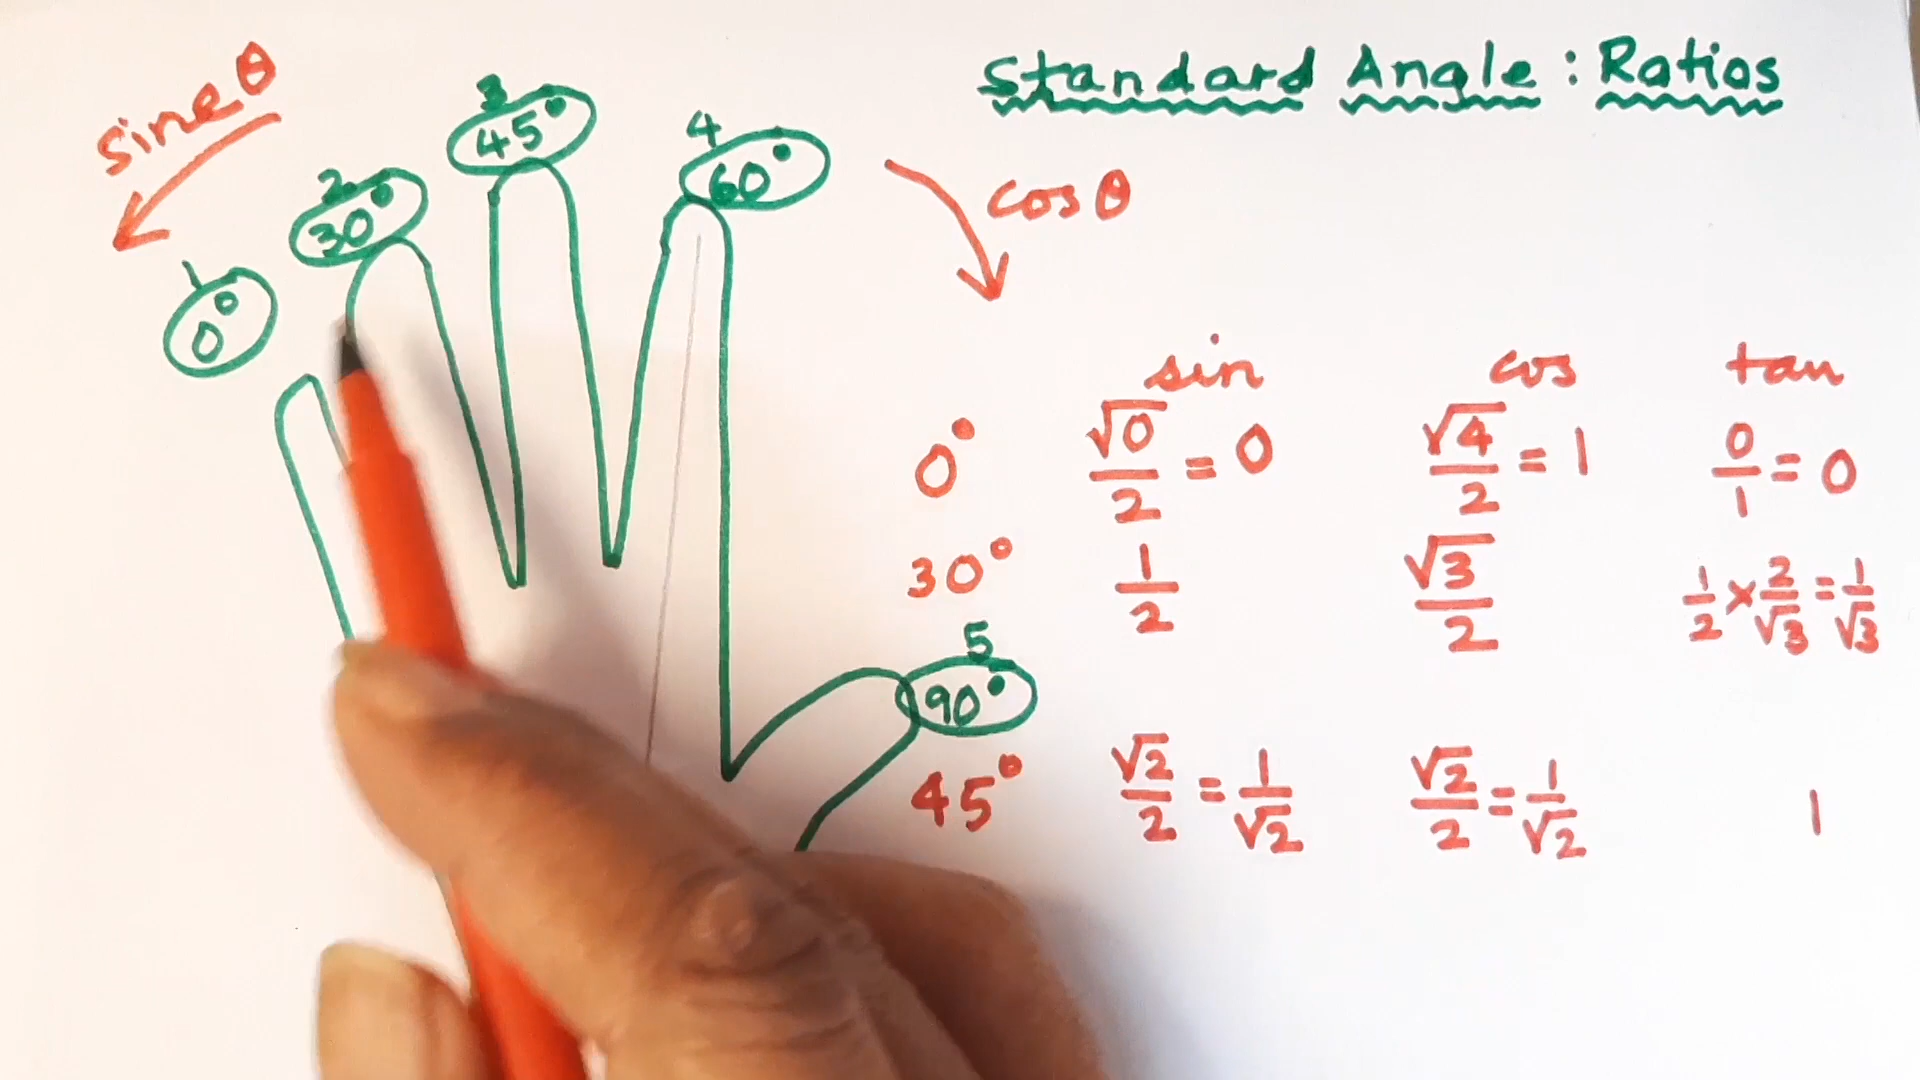 Standard Angle : Ratios
sine θ
cos θ
1
0°
2
30°
3
45°
4
60°
5
90°
sin cos tan
0° √0/2 = 0 √4/2 = 1 0/1 = 0
30° 1/2 √3/2 1/2 × 2/√3 = 1/√3
45° √2/2 = 1/√2 √2/2 = 1/√2 1